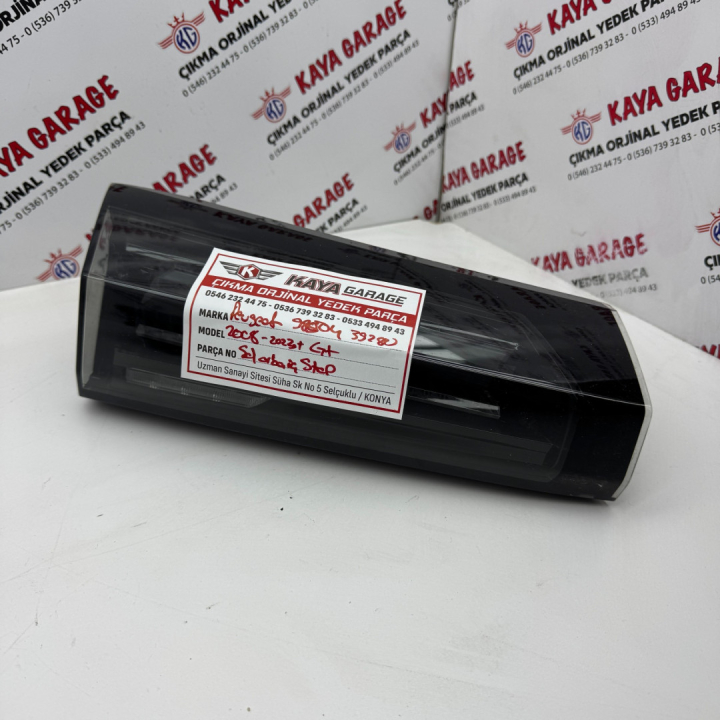 KAYA GARAGE
ÇIKMA ORJİNAL YEDEK PARÇA
0 (546) 232 44 75 - 0 (536) 739 32 83 - 0 (533) 494 89 43
KAYA GARAGE
ÇIKMA ORJİNAL YEDEK PARÇA
0546 232 44 75 - 0536 739 32 83 - 0533 494 89 43
MARKA Peugeot
MODEL 2008-2023+ Gt
PARÇA NO Stop
Uzman Sanayi Sitesi Süha Sk No 5 Selçuklu / KONYA